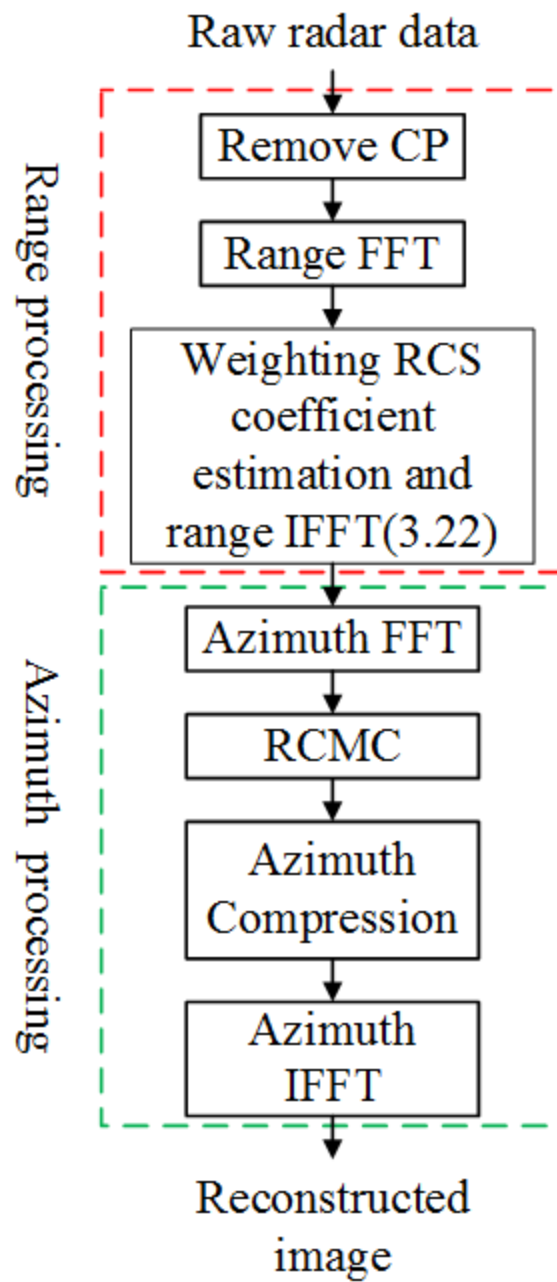 Raw radar data
Range processing
Remove CP
Range FFT
Weighting RCS
coefficient
estimation and
range IFFT(3.22)
Azimuth processing
Azimuth FFT
RCMC
Azimuth
Compression
Azimuth
IFFT
Reconstructed
image